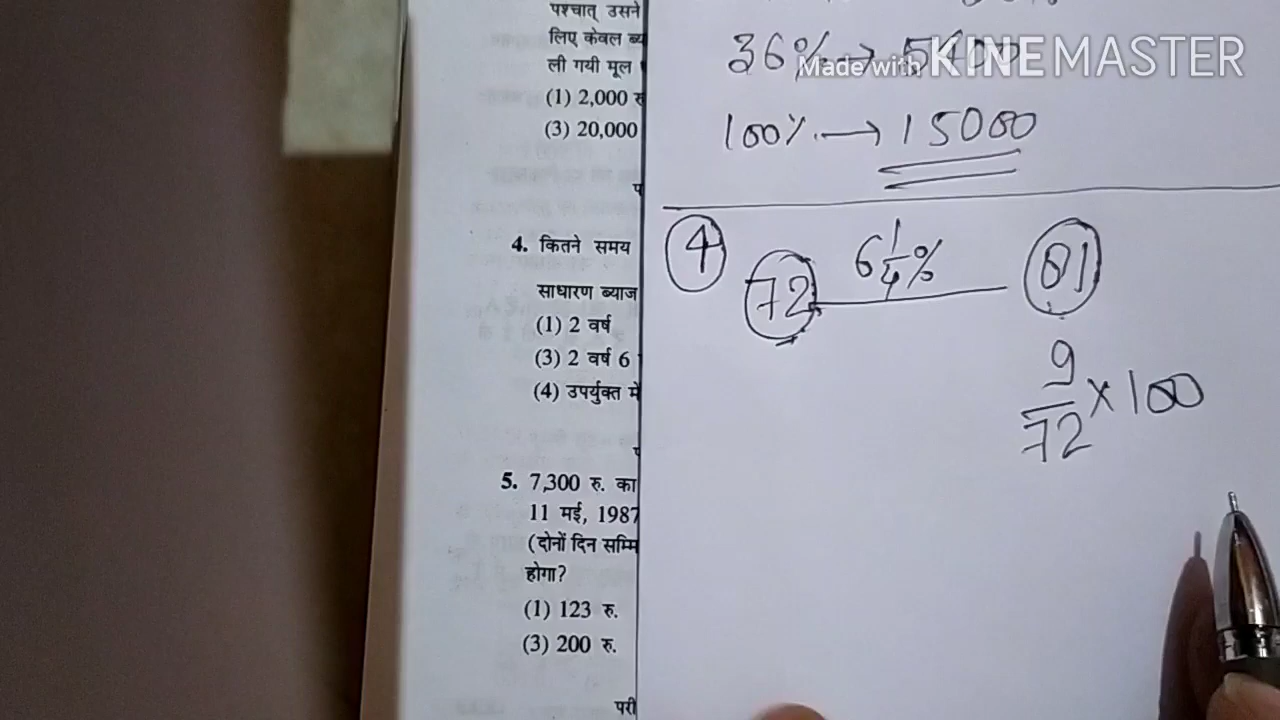 पश्चात् उसने
लिए केवल ब्य
ली गयी मूल
(1) 2,000 रु
(3) 20,000
36% → 5400
Made with KINEMASTER
100% → 15000
4. कितने समय
साधारण ब्याज
(1) 2 वर्ष
(3) 2 वर्ष 6
(4) उपर्युक्त में
5. 7,300 रु. का
11 मई, 1987
(दोनों दिन सम्मि
होगा?
(1) 123 रु.
(3) 200 रु.
परी
4
72 6 1/4 % 81
9/72 × 100